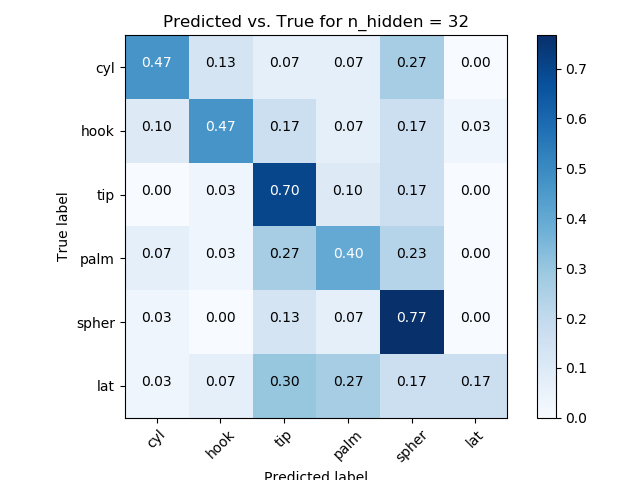 Predicted vs. True for n_hidden = 32
cyl 0.47 0.13 0.07 0.07 0.27 0.00
hook 0.10 0.47 0.17 0.07 0.17 0.03
tip 0.00 0.03 0.70 0.10 0.17 0.00
palm 0.07 0.03 0.27 0.40 0.23 0.00
spher 0.03 0.00 0.13 0.07 0.77 0.00
lat 0.03 0.07 0.30 0.27 0.17 0.17
cyl hook tip palm spher lat
True label
Predicted label
0.7
0.6
0.5
0.4
0.3
0.2
0.1
0.0